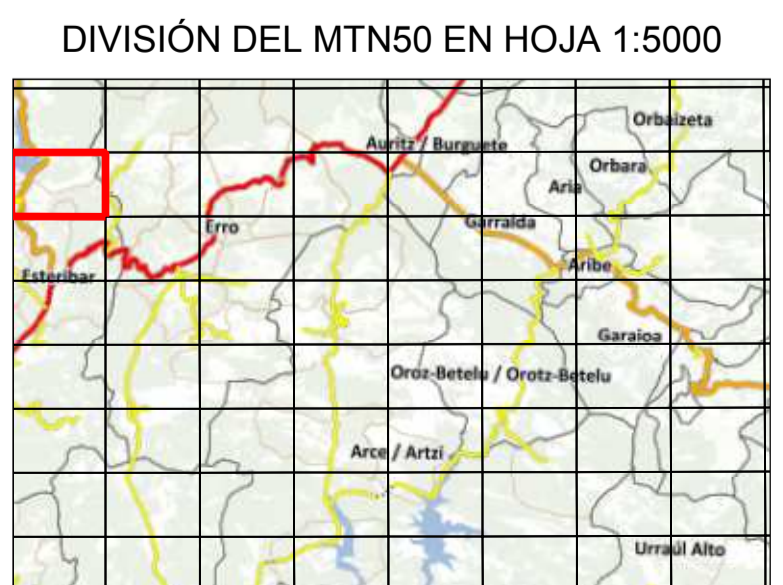 DIVISIÓN DEL MTN50 EN HOJA 1:5000
Orbaizeta
Auritz / Burguete
Orbara
Aria
Garralda
Erro
Aribe
Esteribar
Garaioa
Oroz-Betelu / Orotz-Betelu
Arce / Artzi
Urraúl Alto